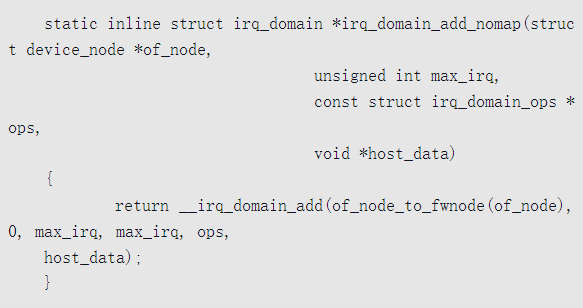 static inline struct irq_domain *irq_domain_add_nomap(struc
t device_node *of_node,
unsigned int max_irq,
const struct irq_domain_ops *
ops,
void *host_data)
{
return __irq_domain_add(of_node_to_fwnode(of_node),
0, max_irq, max_irq, ops,
host_data);
}